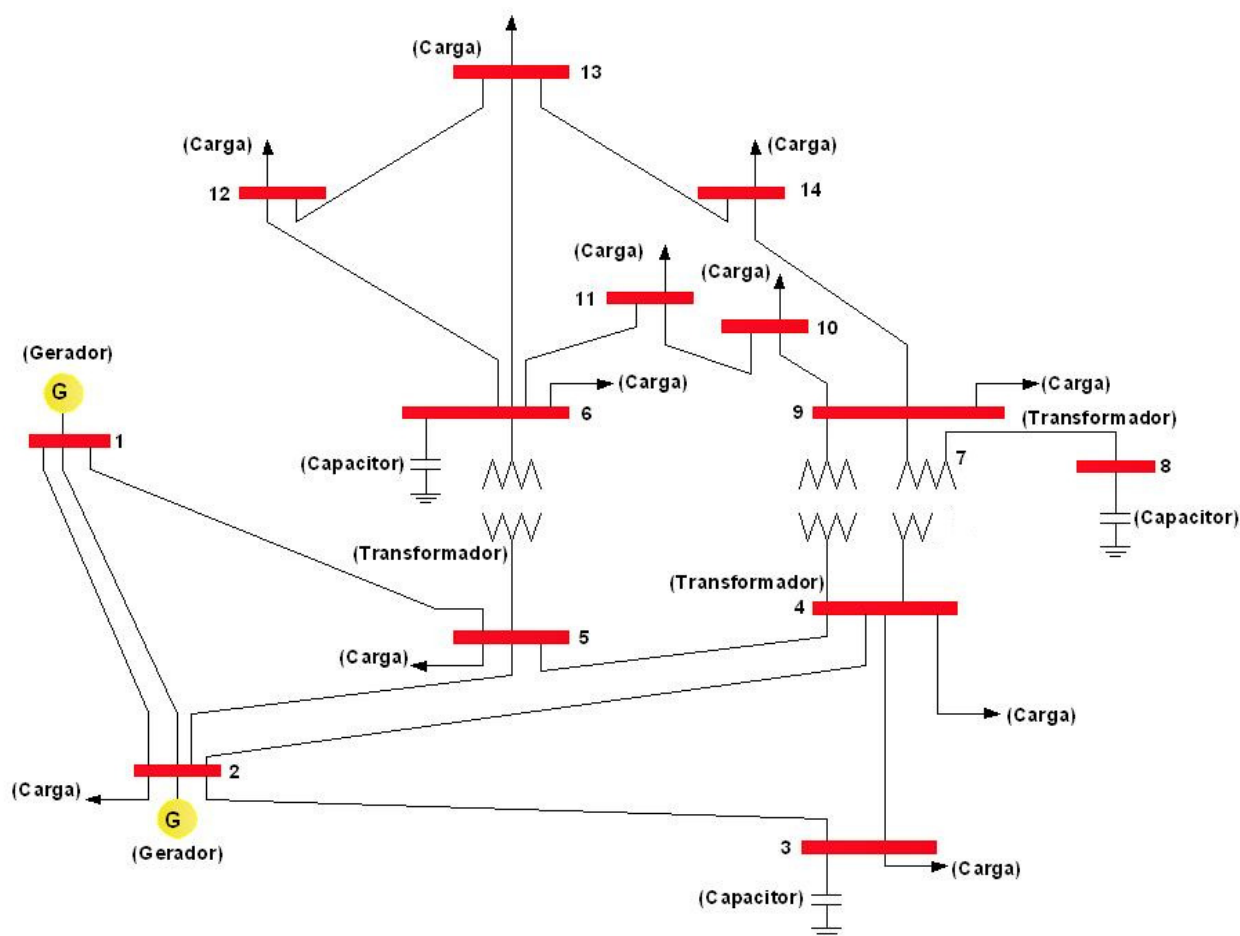 (Carga)
13
(Carga)
12
(Carga)
14
(Carga)
11
(Carga)
10
(Gerador)
G
1
(Carga)
6
(Capacitor)
(Carga)
9
(Transformador)
7
8
(Capacitor)
(Transformador)
(Transformador)
4
5
(Carga)
(Carga)
2
(Carga)
G
(Gerador)
3
(Carga)
(Capacitor)